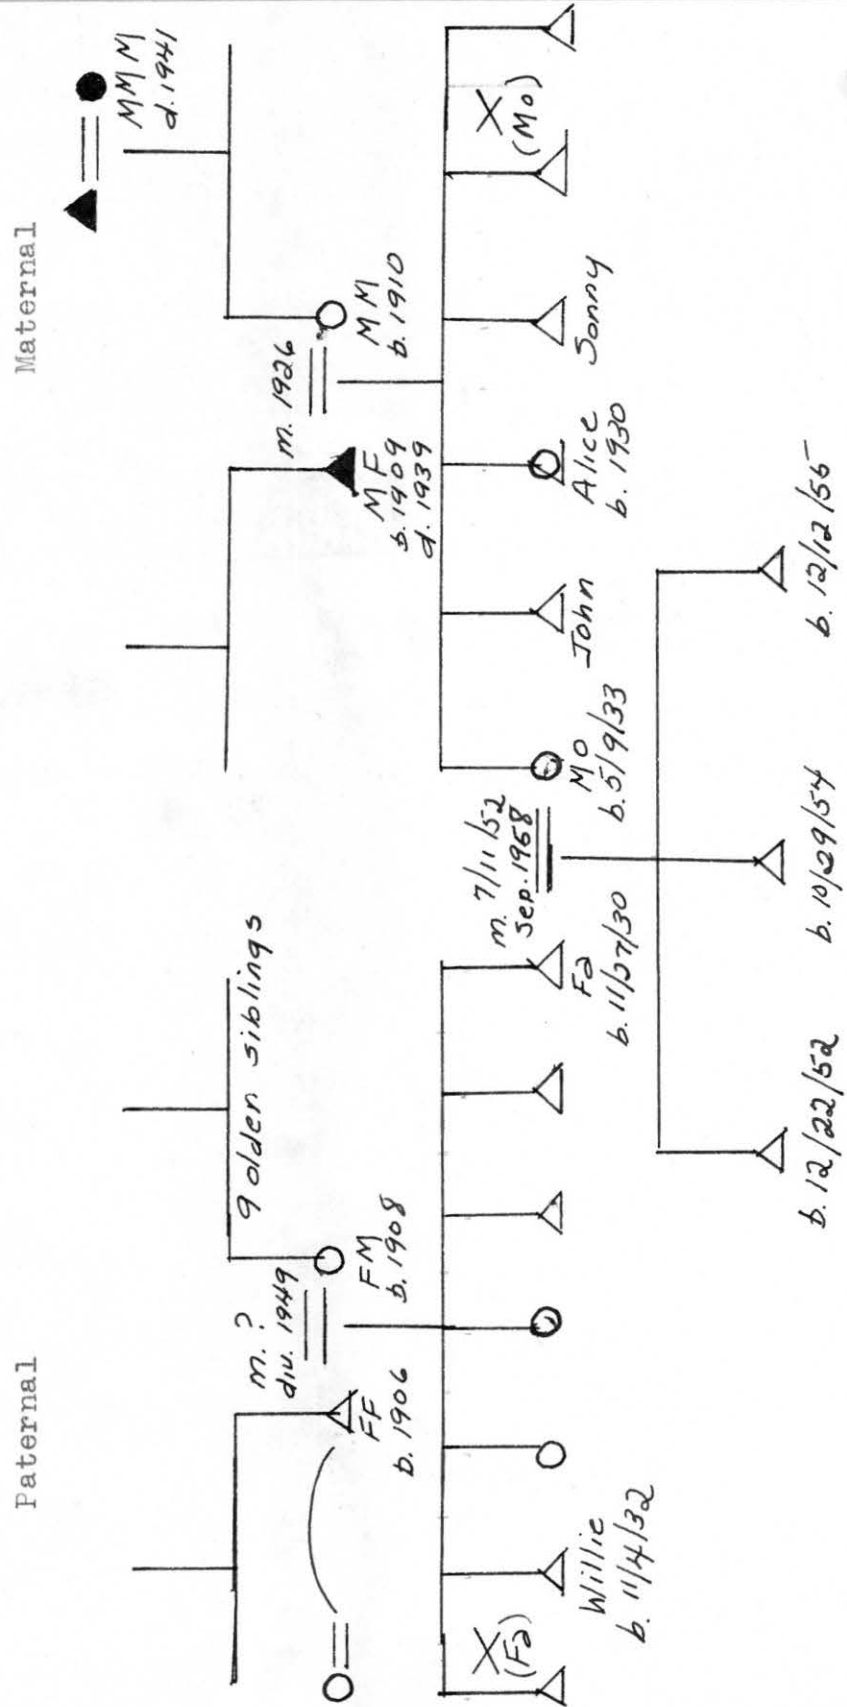 Paternal
Maternal
MMM
d. 1941
m. ?
div. 1949
m. 1926
9 older siblings
FF
b. 1906
FM
b. 1908
MF
b. 1909
d. 1939
MM
b. 1910
X
(Fa)
Willie
b. 11/4/32
Fa
b. 11/27/30
m. 7/11/52
Sep. 1968
Mo
b. 5/9/33
John
Alice
b. 1930
Sonny
X
(Mo)
b. 12/22/52
b. 10/29/54
b. 12/12/55